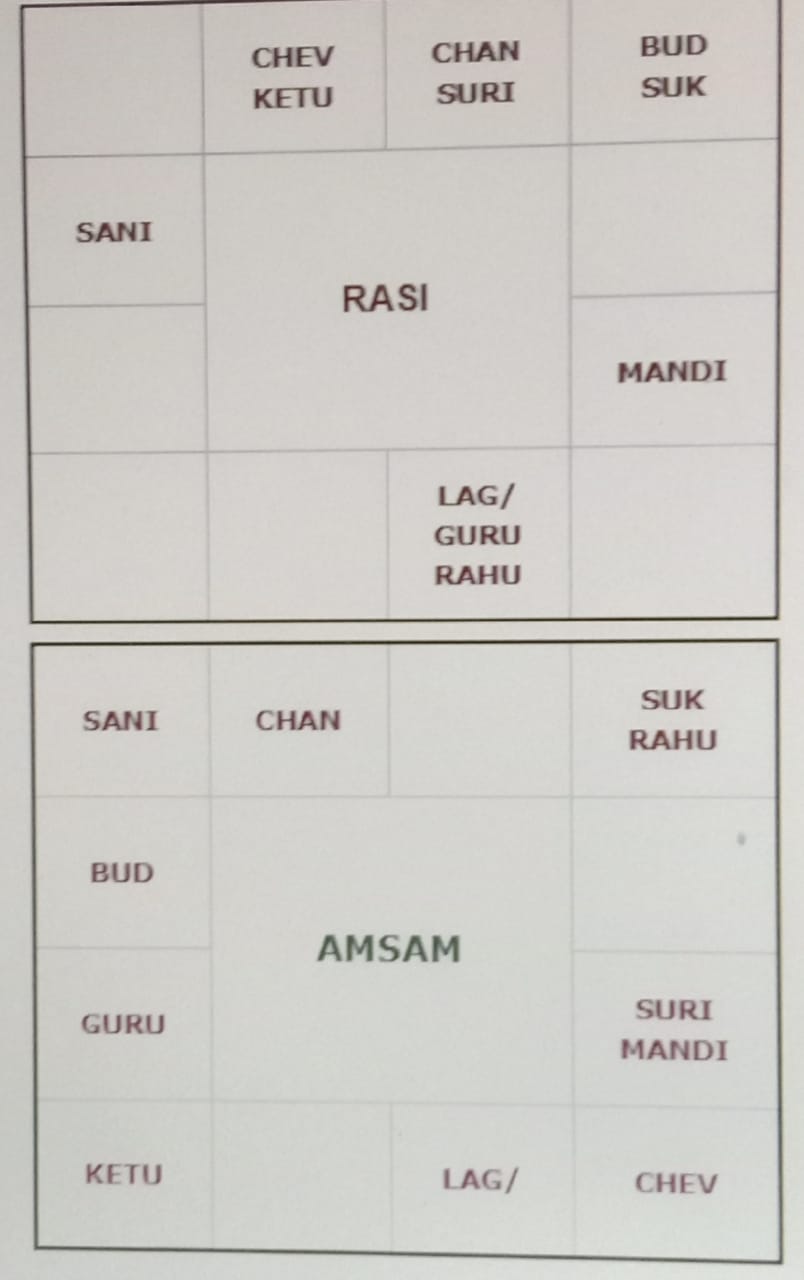 CHEV
KETU
CHAN
SURI
BUD
SUK
SANI
RASI
MANDI
LAG/
GURU
RAHU
SANI
CHAN
SUK
RAHU
BUD
AMSAM
GURU
SURI
MANDI
KETU
LAG/
CHEV